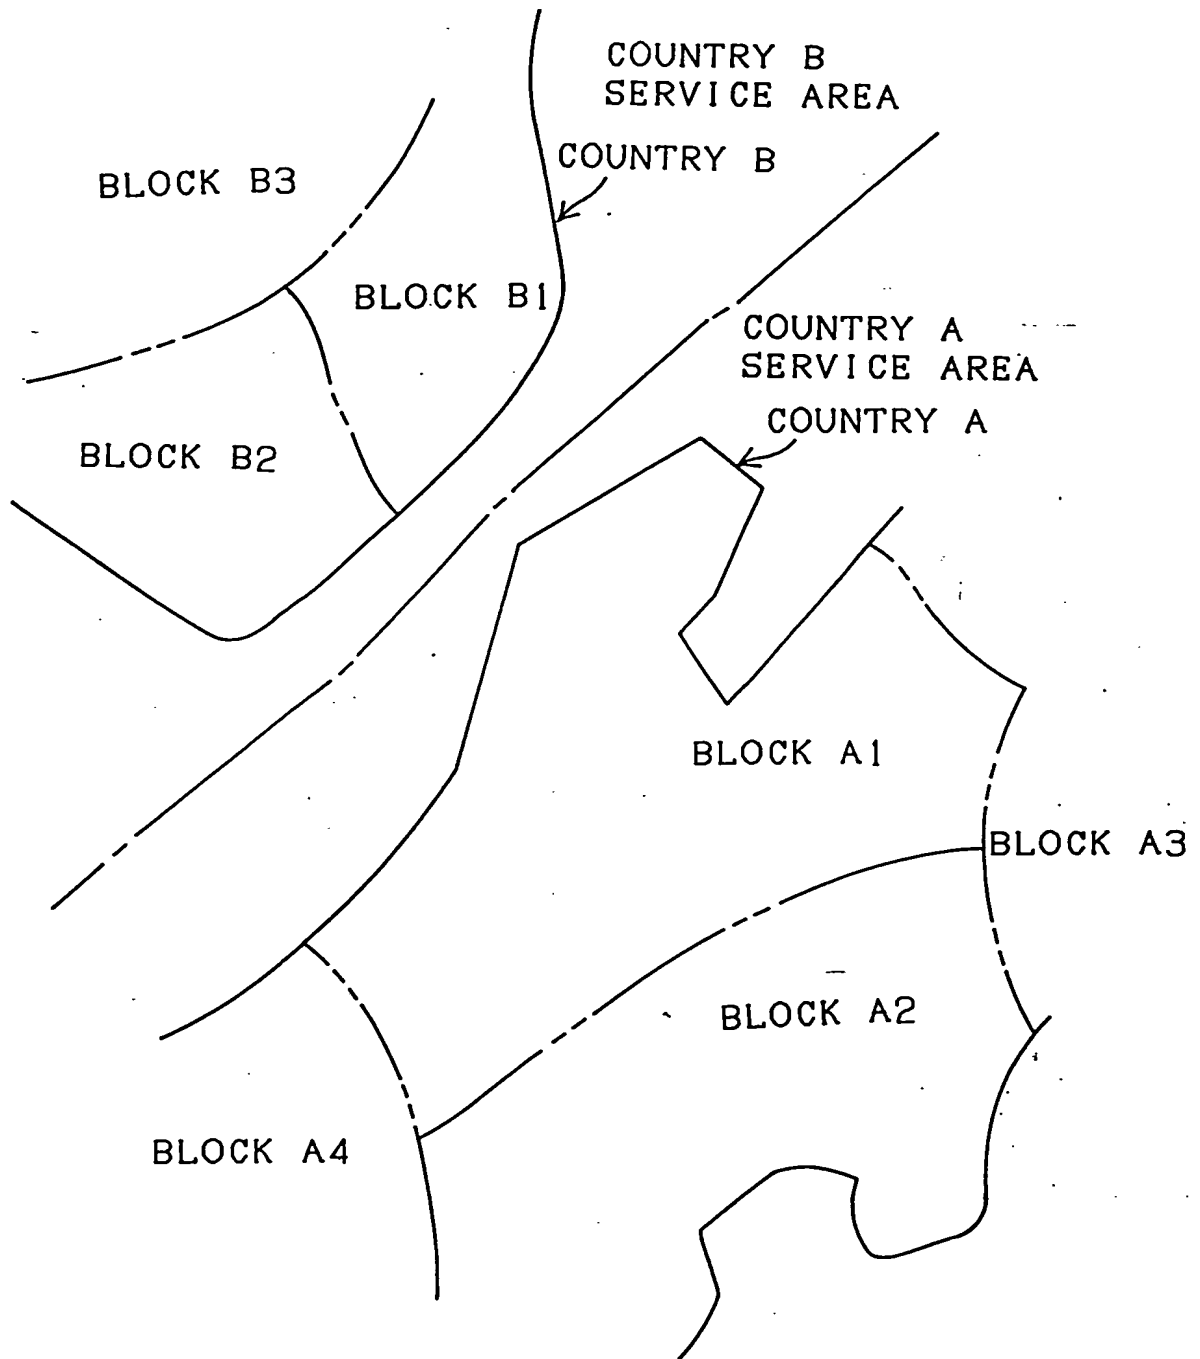 COUNTRY B
SERVICE AREA
COUNTRY B
BLOCK B3
BLOCK B1
COUNTRY A
SERVICE AREA
COUNTRY A
BLOCK B2
BLOCK A1
BLOCK A3
BLOCK A2
BLOCK A4